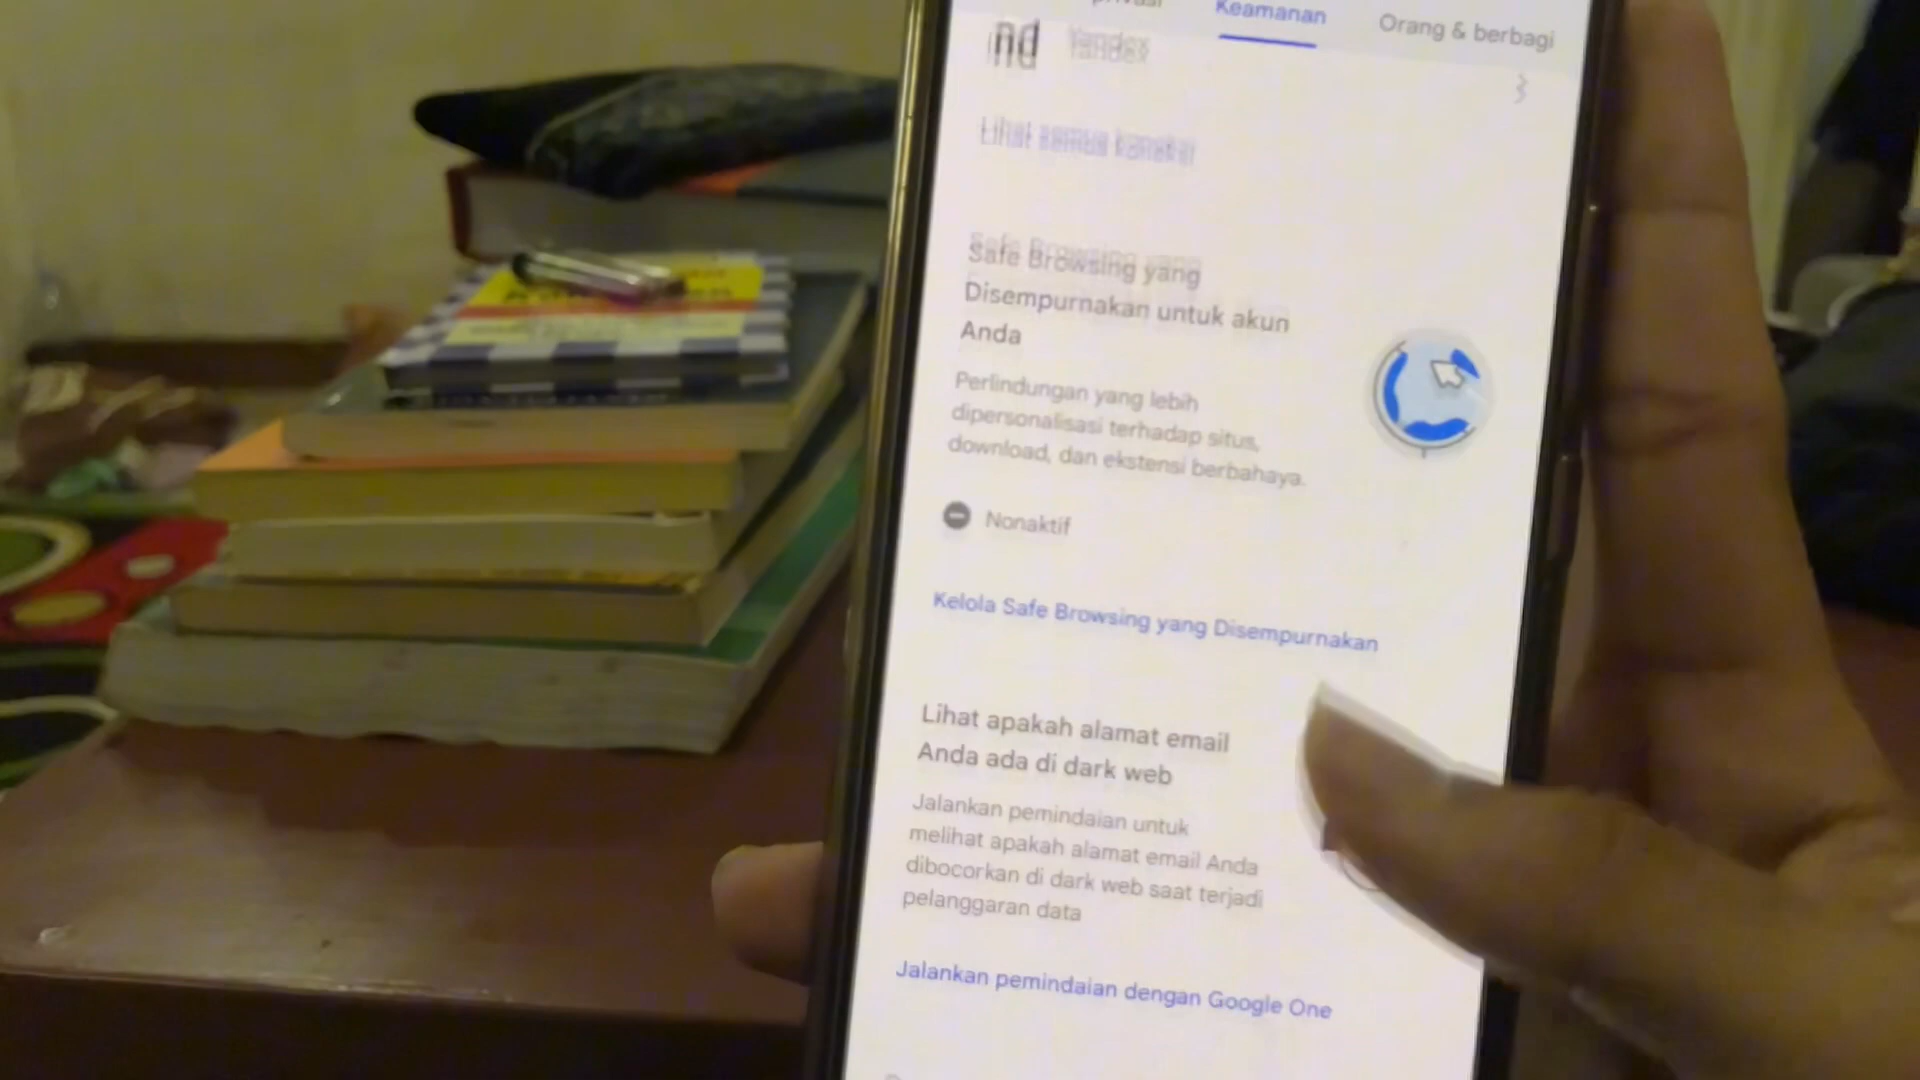 Keamanan
Orang & berbagi
Yandex
Lihat semua koneksi
Safe Browsing yang
Disempurnakan untuk akun
Anda
Perlindungan yang lebih
dipersonalisasi terhadap situs,
download, dan ekstensi berbahaya.
Nonaktif
Kelola Safe Browsing yang Disempurnakan
Lihat apakah alamat email
Anda ada di dark web
Jalankan pemindaian untuk
melihat apakah alamat email Anda
dibocorkan di dark web saat terjadi
pelanggaran data
Jalankan pemindaian dengan Google One